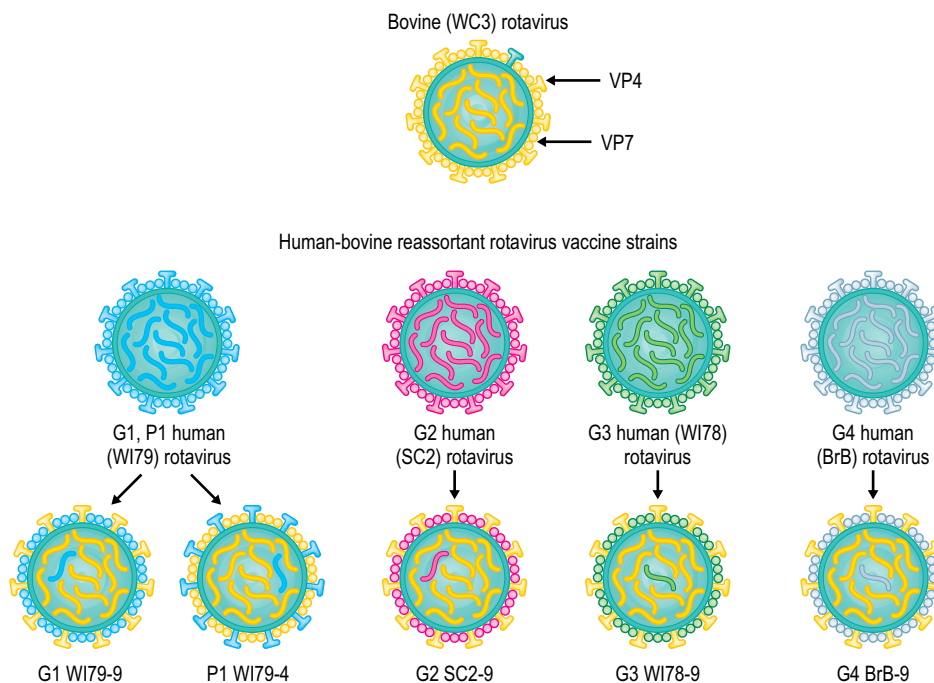 Bovine (WC3) rotavirus
VP4
VP7
Human-bovine reassortant rotavirus vaccine strains
G1, P1 human
(WI79) rotavirus
G2 human
(SC2) rotavirus
G3 human (WI78)
rotavirus
G4 human
(BrB) rotavirus
G1 WI79-9
P1 WI79-4
G2 SC2-9
G3 WI78-9
G4 BrB-9